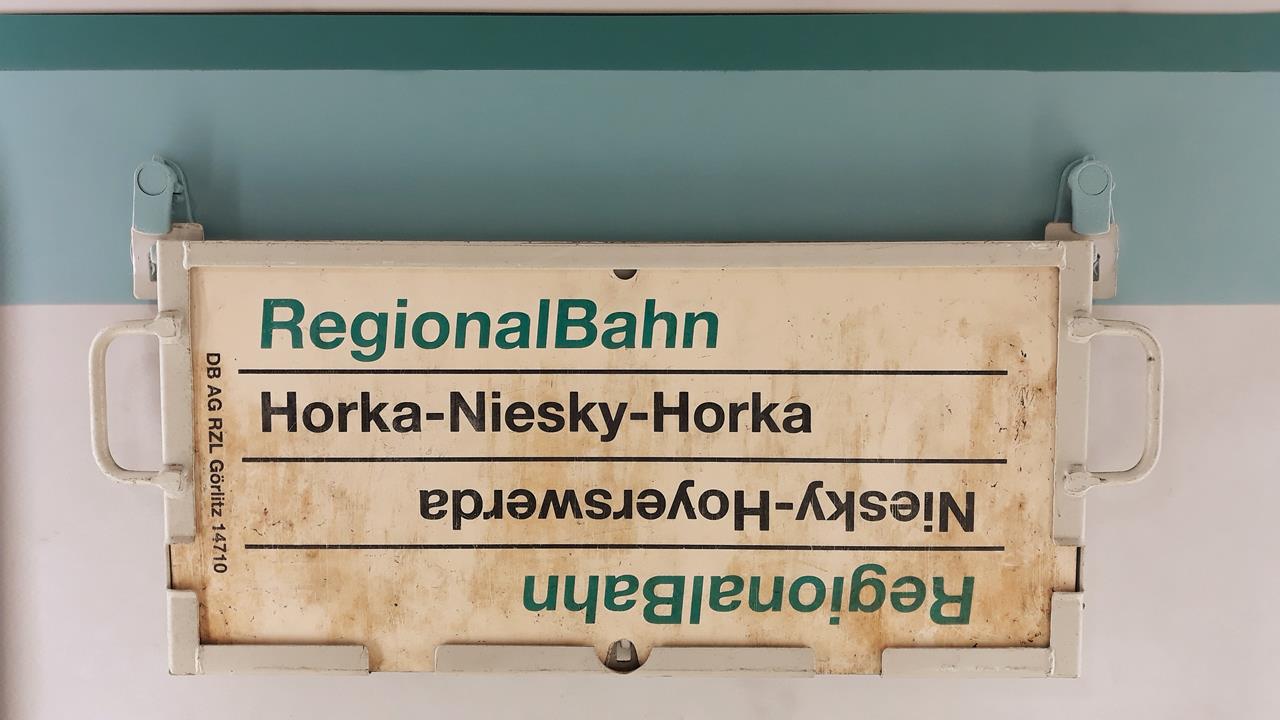 RegionalBahn
Horka-Niesky-Horka
Niesky-Hoyerswerda
RegionalBahn
DB AG RZL Görlitz 14710